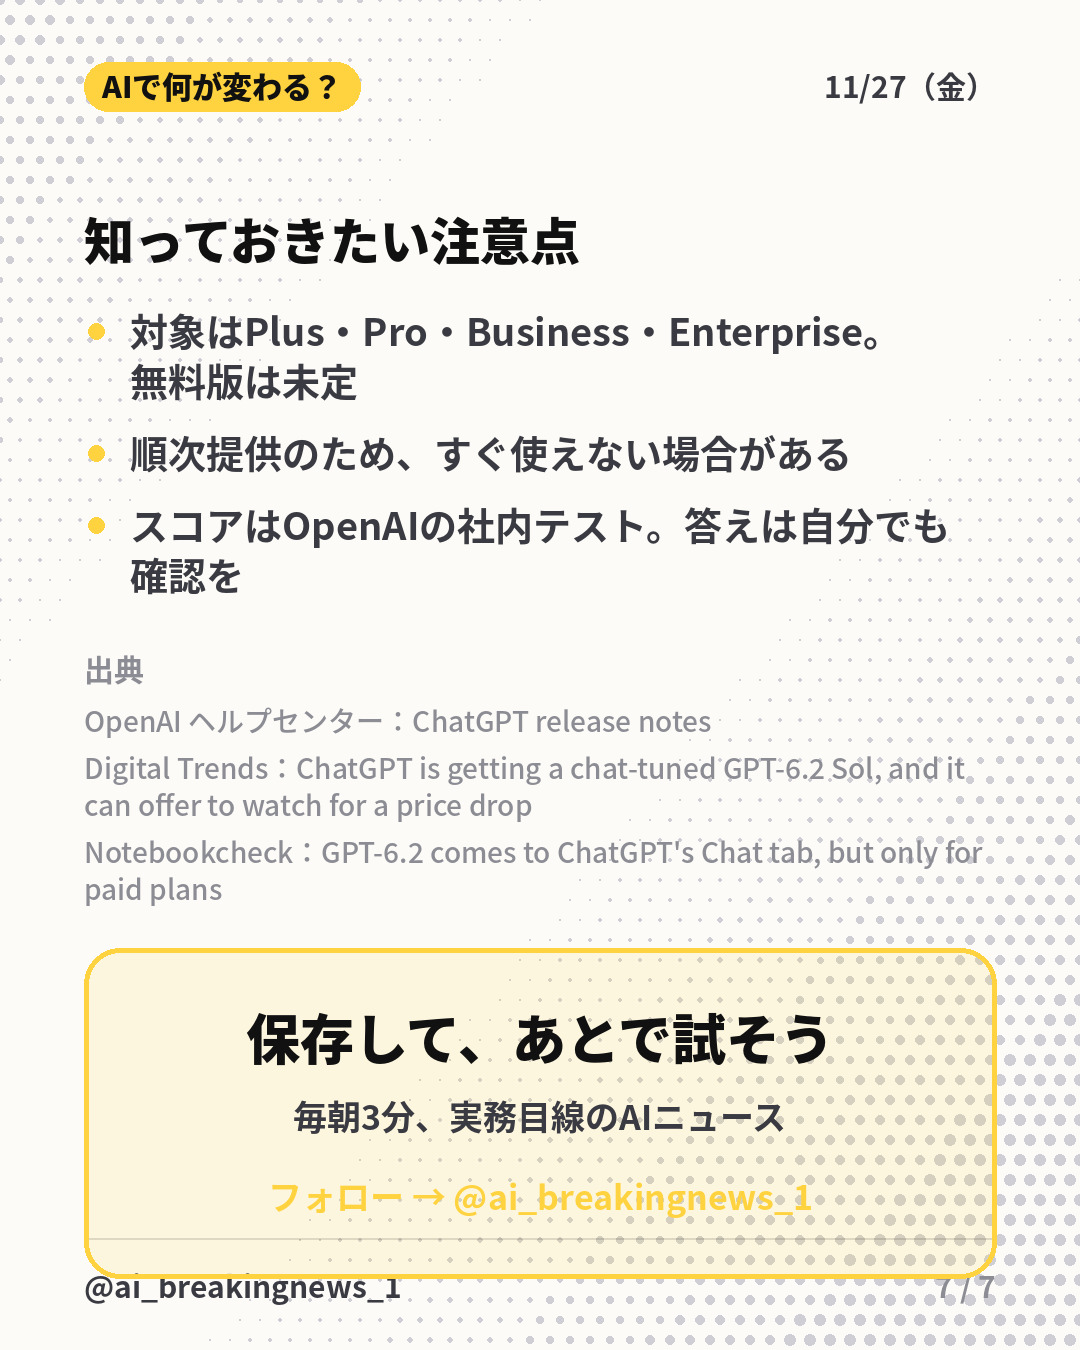 AIで何が変わる？
11/27（金）
知っておきたい注意点
対象はPlus・Pro・Business・Enterprise。
無料版は未定
順次提供のため、すぐ使えない場合がある
スコアはOpenAIの社内テスト。答えは自分でも
確認を
出典
OpenAI ヘルプセンター：ChatGPT release notes
Digital Trends：ChatGPT is getting a chat-tuned GPT-6.2 Sol, and it
can offer to watch for a price drop
Notebookcheck：GPT-6.2 comes to ChatGPT's Chat tab, but only for
paid plans
保存して、あとで試そう
毎朝3分、実務目線のAIニュース
フォロー → @ai_breakingnews_1
@ai_breakingnews_1
7 / 7